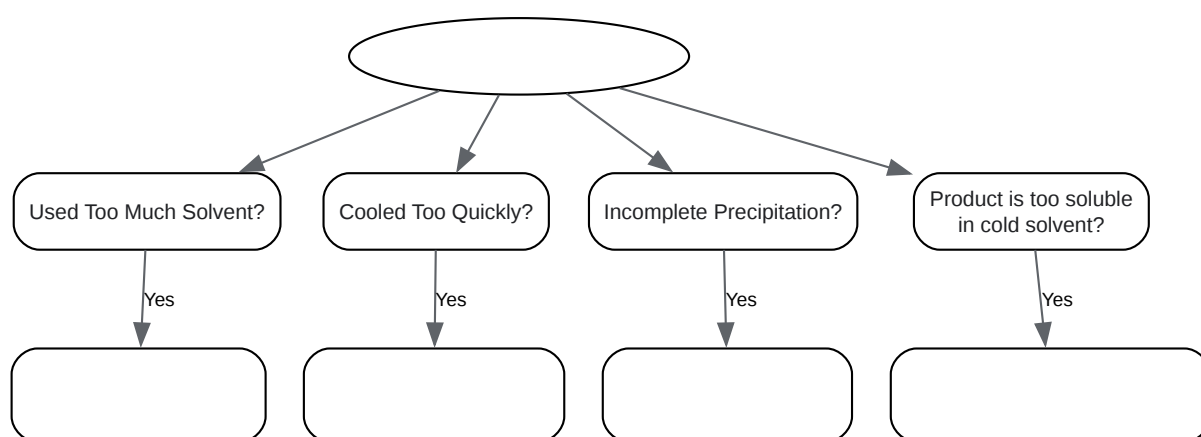 Used Too Much Solvent?
Cooled Too Quickly?
Incomplete Precipitation?
Product is too soluble
in cold solvent?
Yes
Yes
Yes
Yes